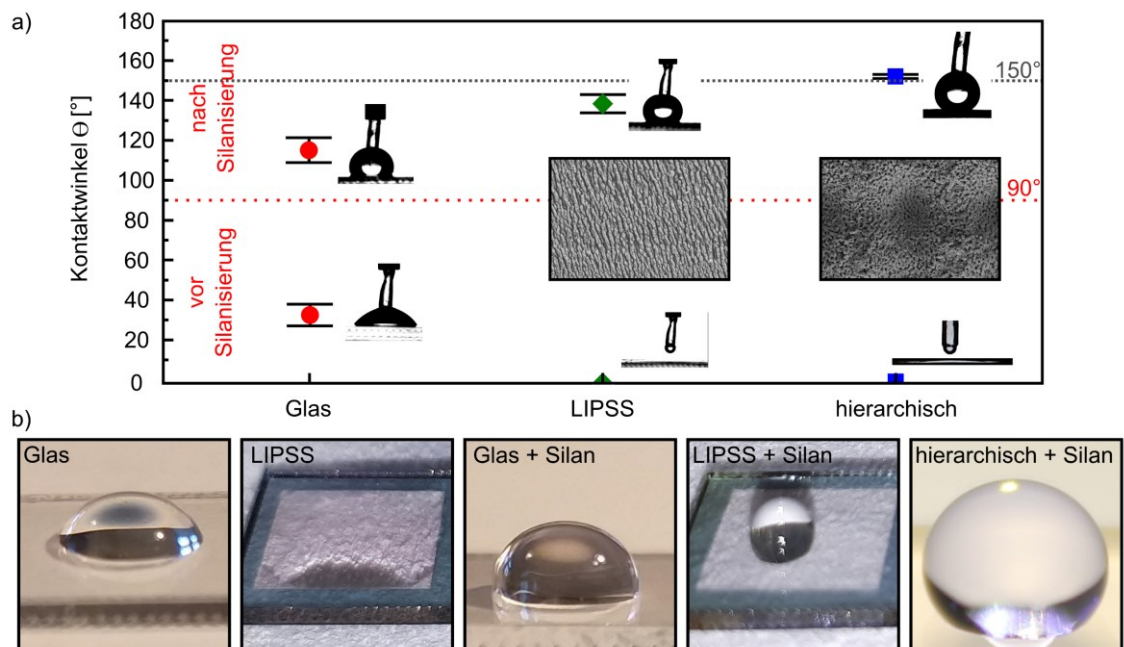 a)
180
160
140
120
100
80
60
40
20
0
Kontaktwinkel Θ [°]
nach
Silanisierung
vor
Silanisierung
150°
90°
Glas
LIPSS
hierarchisch
b)
Glas
LIPSS
Glas + Silan
LIPSS + Silan
hierarchisch + Silan